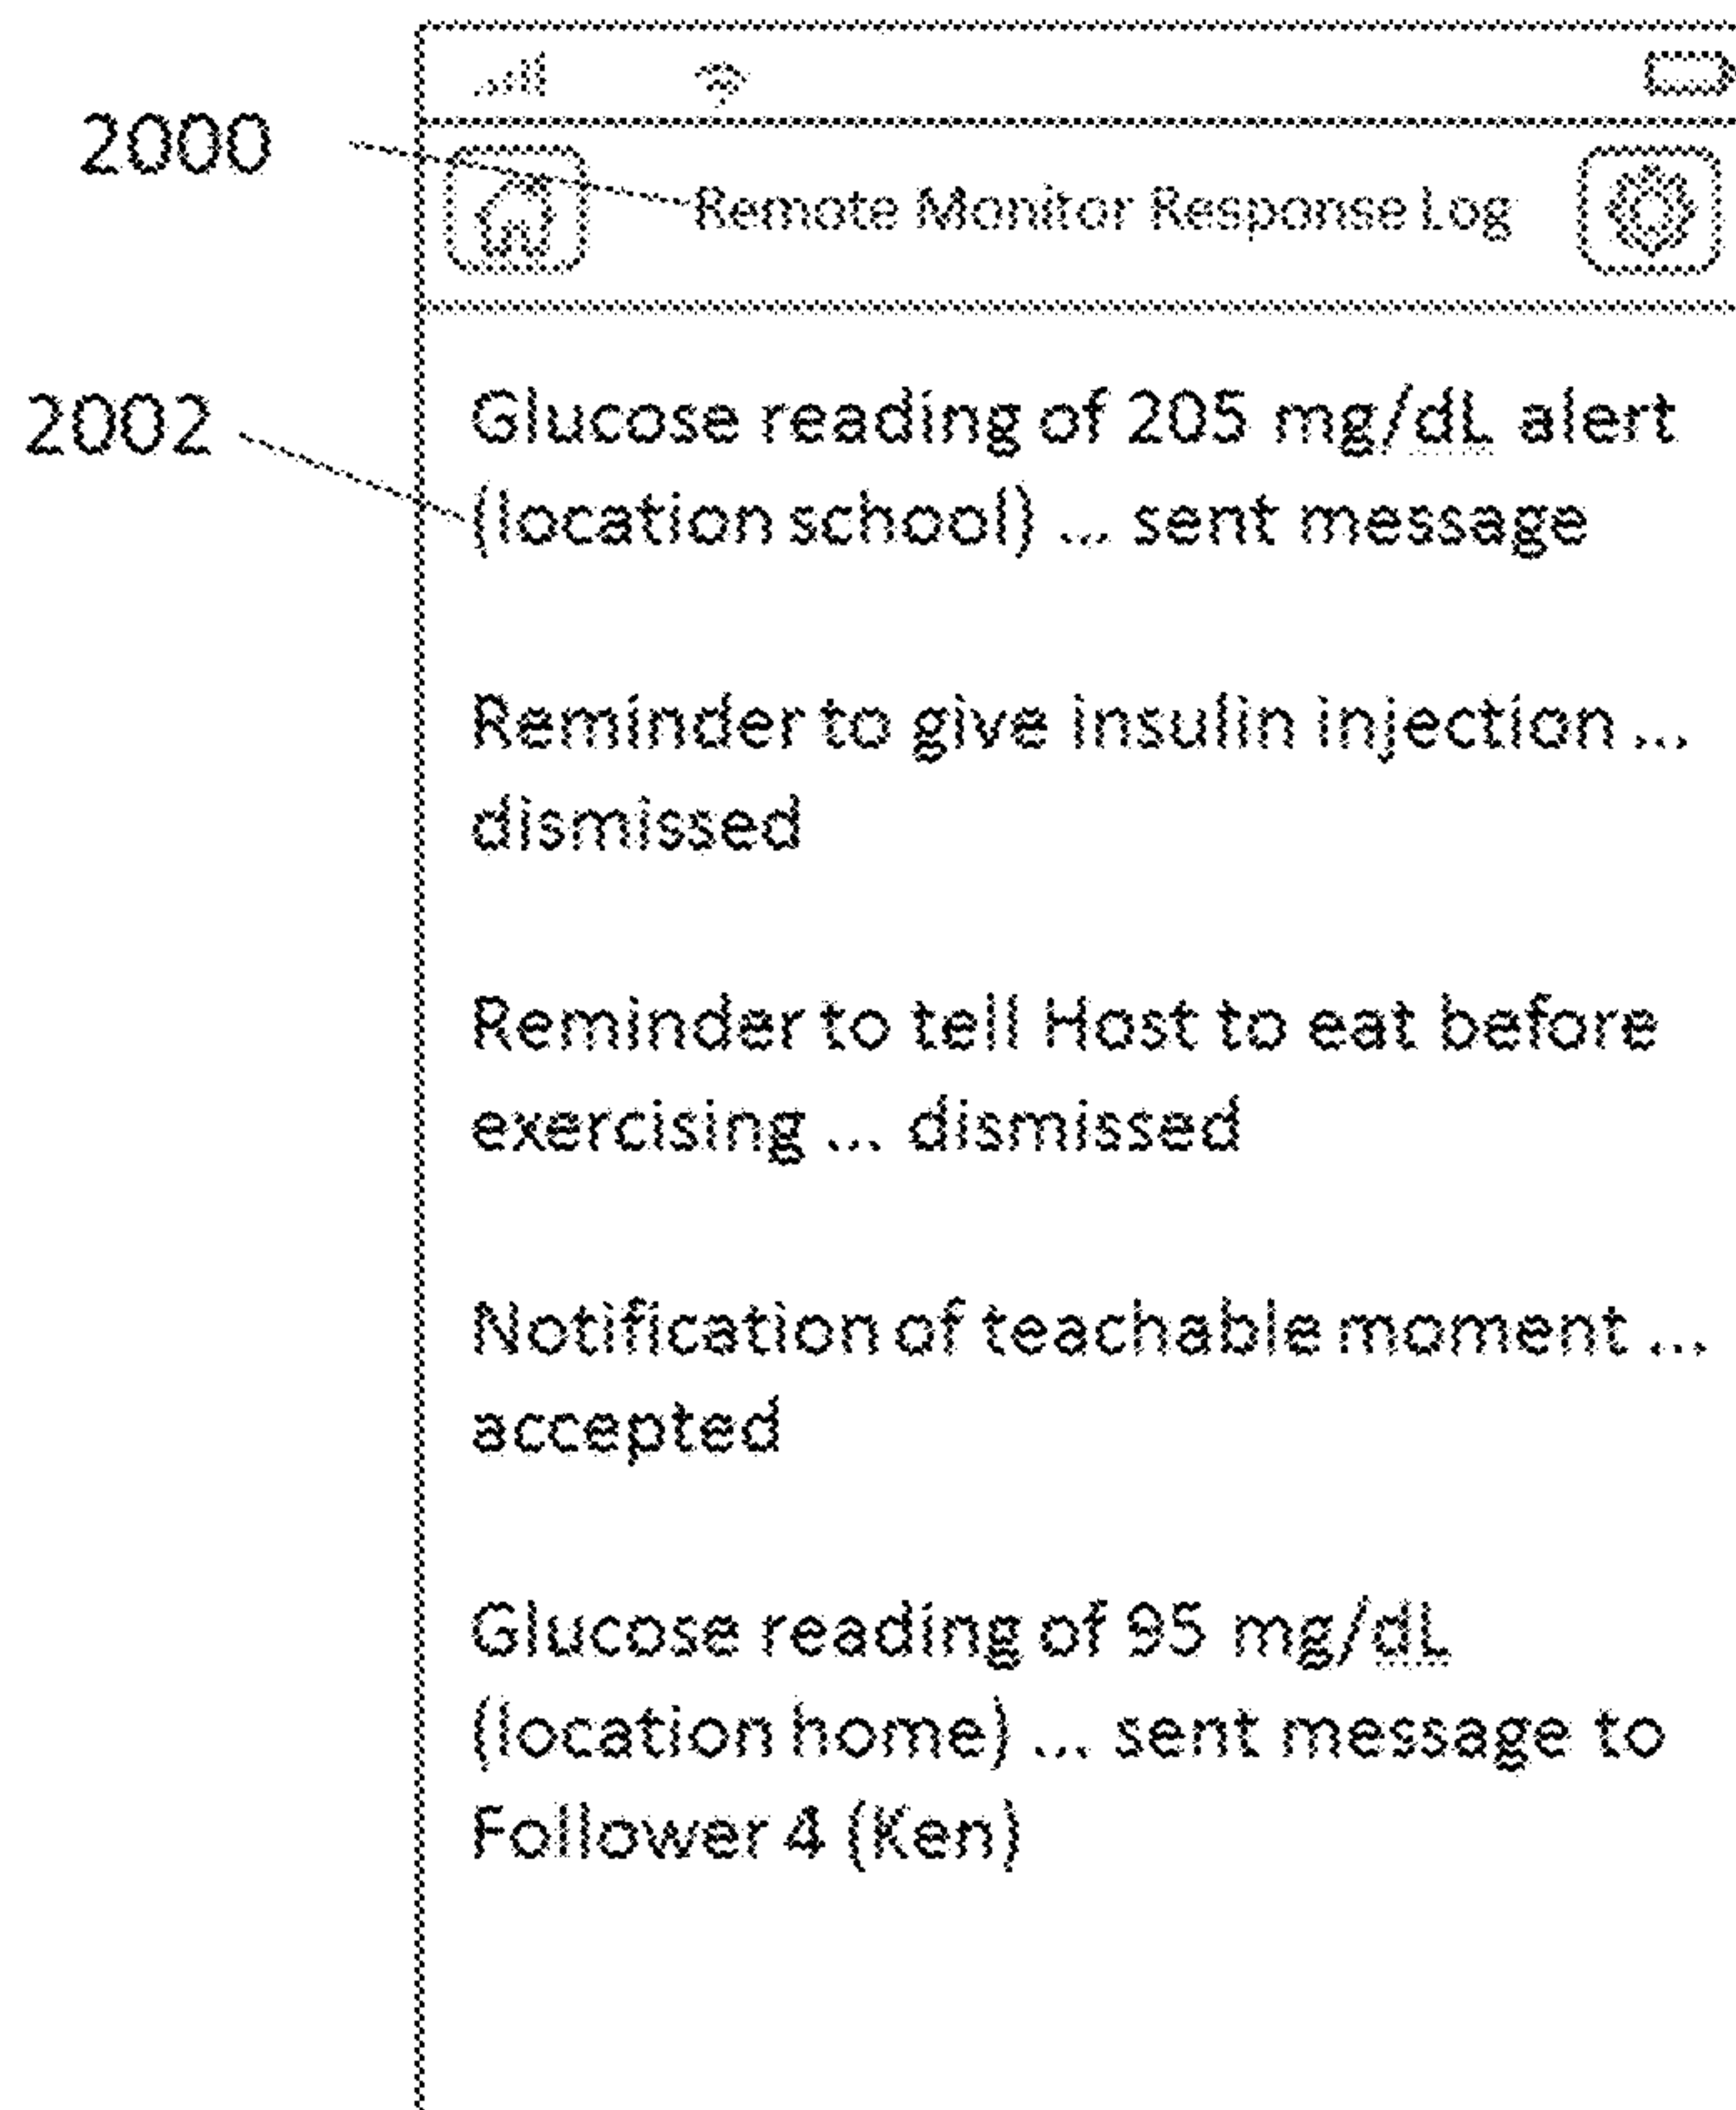 2000
Remote Monitor Response Log
2002
Glucose reading of 205 mg/dL alert
(location school) ... sent message
Reminder to give insulin injection ...
dismissed
Reminder to tell Host to eat before
exercising ... dismissed
Notification of teachable moment ...
accepted
Glucose reading of 95 mg/dL
(location home) ... sent message to
Follower 4 (Ken)